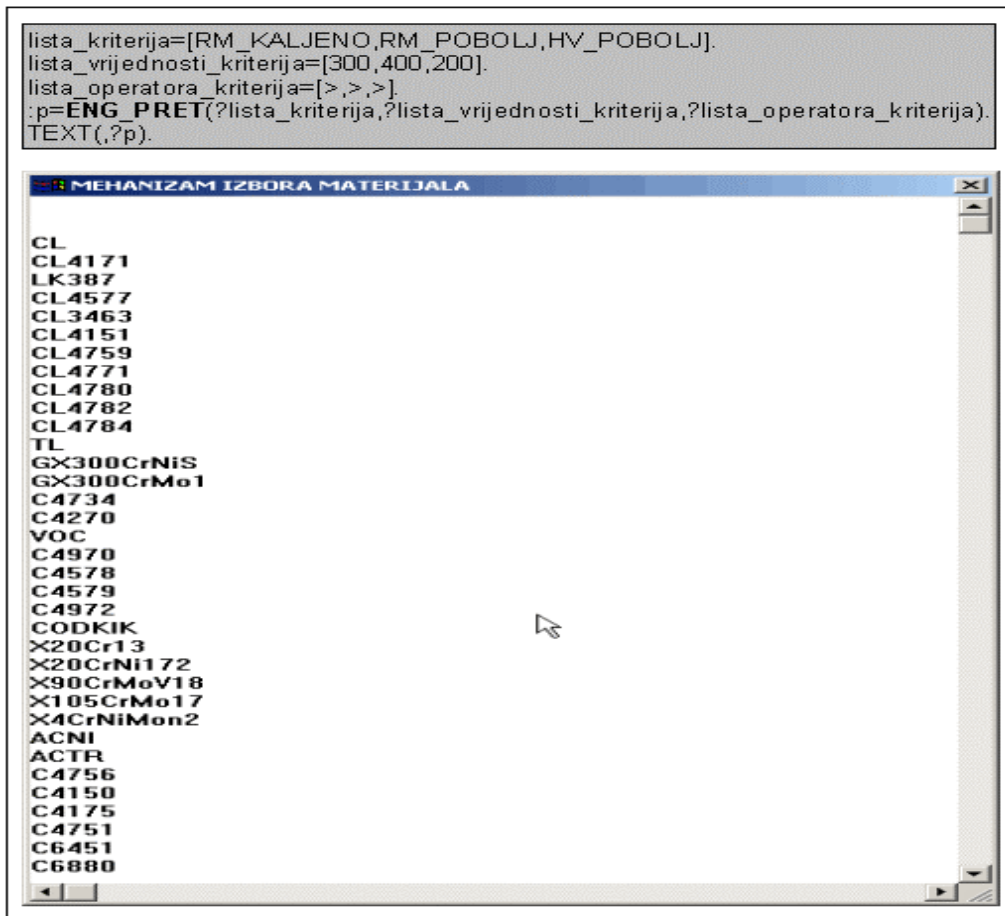 lista_kriterija=[RM_KALJENO,RM_POBOLJ,HV_POBOLJ].
lista_vrijednosti_kriterija=[300,400,200].
lista_operatora_kriterija=[>,>,>].
:p=ENG_PRET(?lista_kriterija,?lista_vrijednosti_kriterija,?lista_operatora_kriterija).
TEXT(,?p).
MEHANIZAM IZBORA MATERIJALA
CL
CL4171
LK387
CL4577
CL3463
CL4151
CL4759
CL4771
CL4780
CL4782
CL4784
TL
GX300CrNiS
GX300CrMo1
C4734
C4270
VOC
C4970
C4578
C4579
C4972
CODKIK
X20Cr13
X20CrNi172
X90CrMoV18
X105CrMo17
X4CrNiMon2
ACNI
ACTR
C4756
C4150
C4175
C4751
C6451
C6880